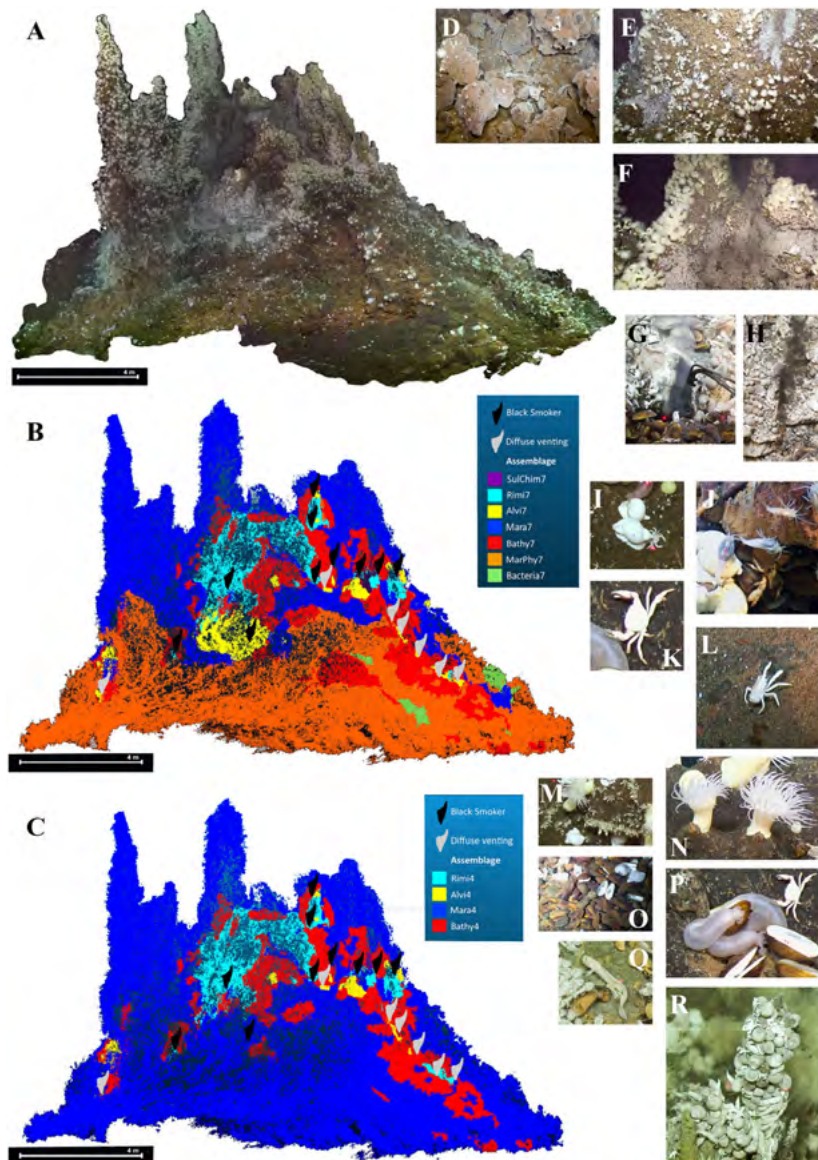 A
D
E
F
G
H
4 m
B
Black Smoker
Diffuse venting
Assemblage
SulChim7
Rimi7
Alvi7
Mara7
Bathy7
MarPhy7
Bacteria7
I
J
K
L
4 m
C
Black Smoker
Diffuse venting
Assemblage
Rimi4
Alvi4
Mara4
Bathy4
M
N
O
P
Q
R
4 m